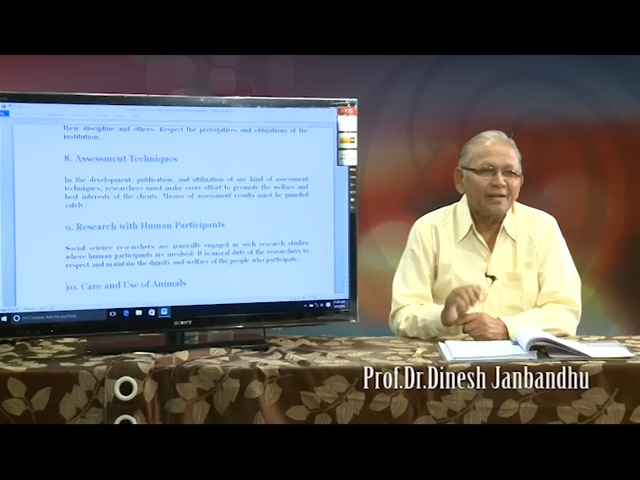 their discipline and others. Respect the prerogatives and obligations of the
institution.
8. Assessment Techniques
In the development, publication, and utilization of any kind of assessment
techniques, researchers must make every effort to promote the welfare and
best interests of the clients. Misuse of assessment results must be guarded
safely.
9. Research with Human Participants
Social science researchers are generally engaged in such research studies
where human participants are involved. It is moral duty of the researchers to
respect and maintain the dignity and welfare of the people who participate.
10. Care and Use of Animals
SONY
Prof.Dr.Dinesh Janbandhu